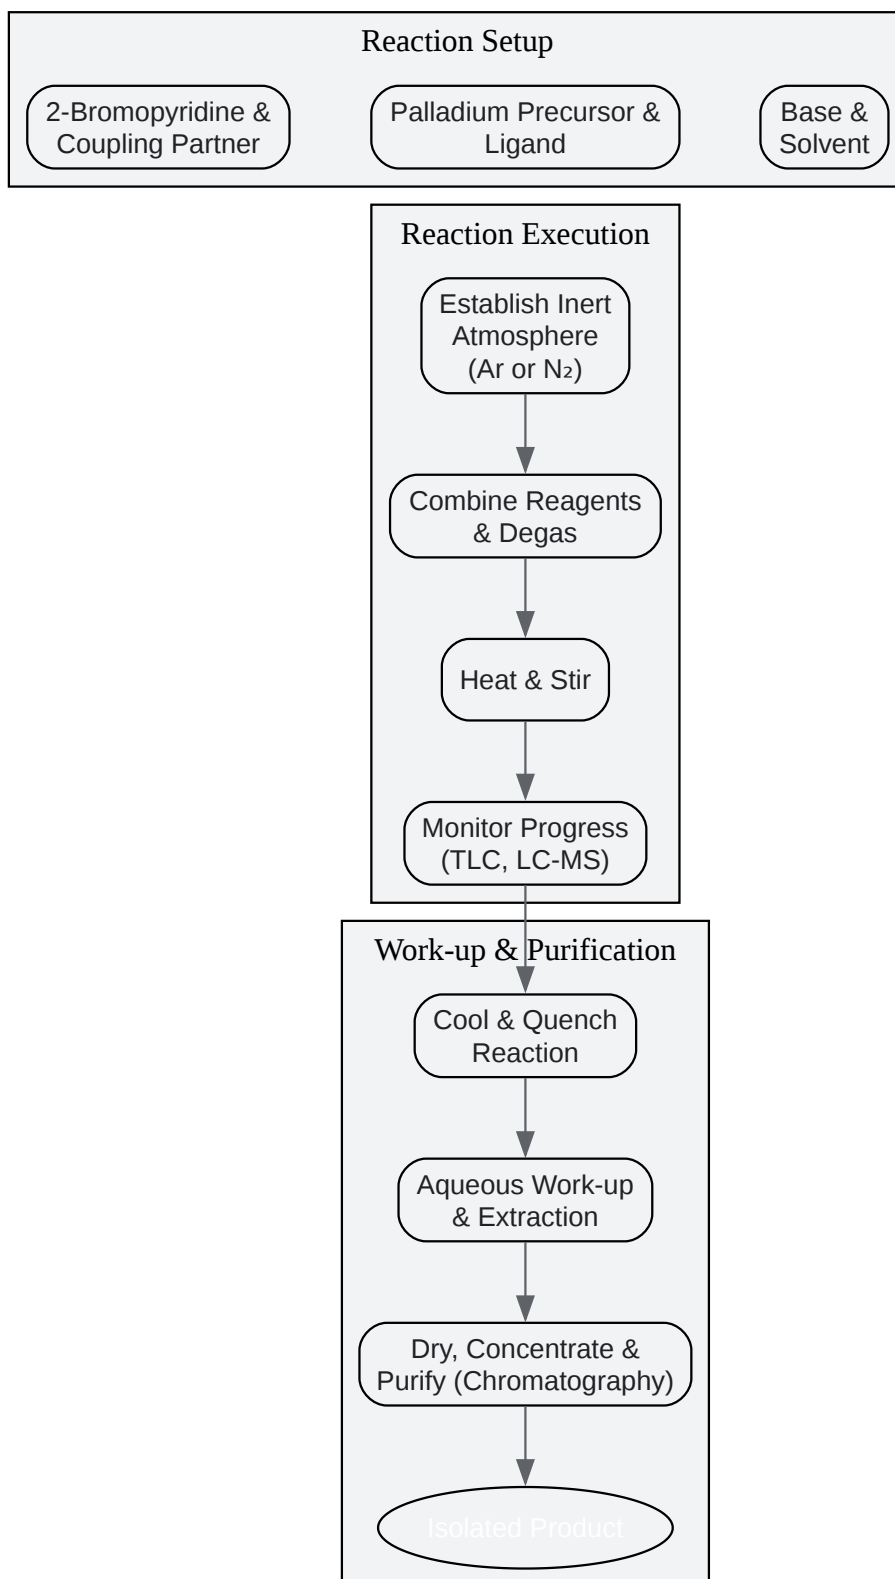 Reaction Setup
2-Bromopyridine &
Coupling Partner
Palladium Precursor &
Ligand
Base &
Solvent
Reaction Execution
Establish Inert
Atmosphere
(Ar or N₂)
Combine Reagents
& Degas
Heat & Stir
Monitor Progress
(TLC, LC-MS)
Work-up & Purification
Cool & Quench
Reaction
Aqueous Work-up
& Extraction
Dry, Concentrate &
Purify (Chromatography)
Isolated Product